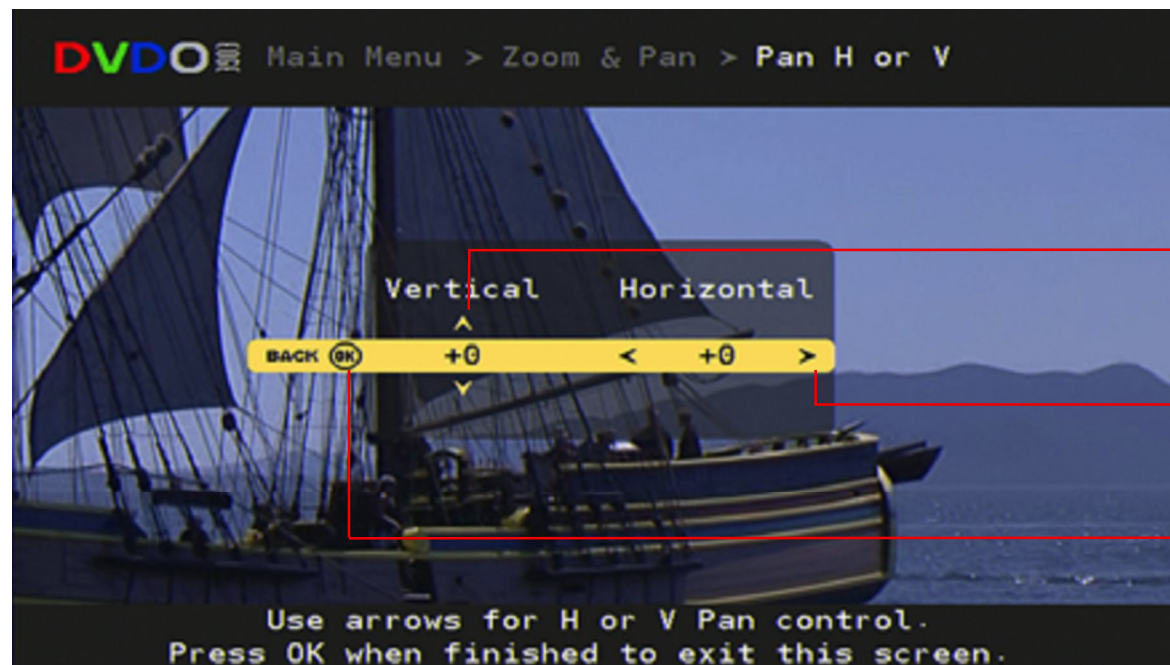 DVDO EDGE Main Menu > Zoom & Pan > Pan H or V
Vertical Horizontal
BACK OK +0 < +0 >
Use arrows for H or V Pan control.
Press OK when finished to exit this screen.